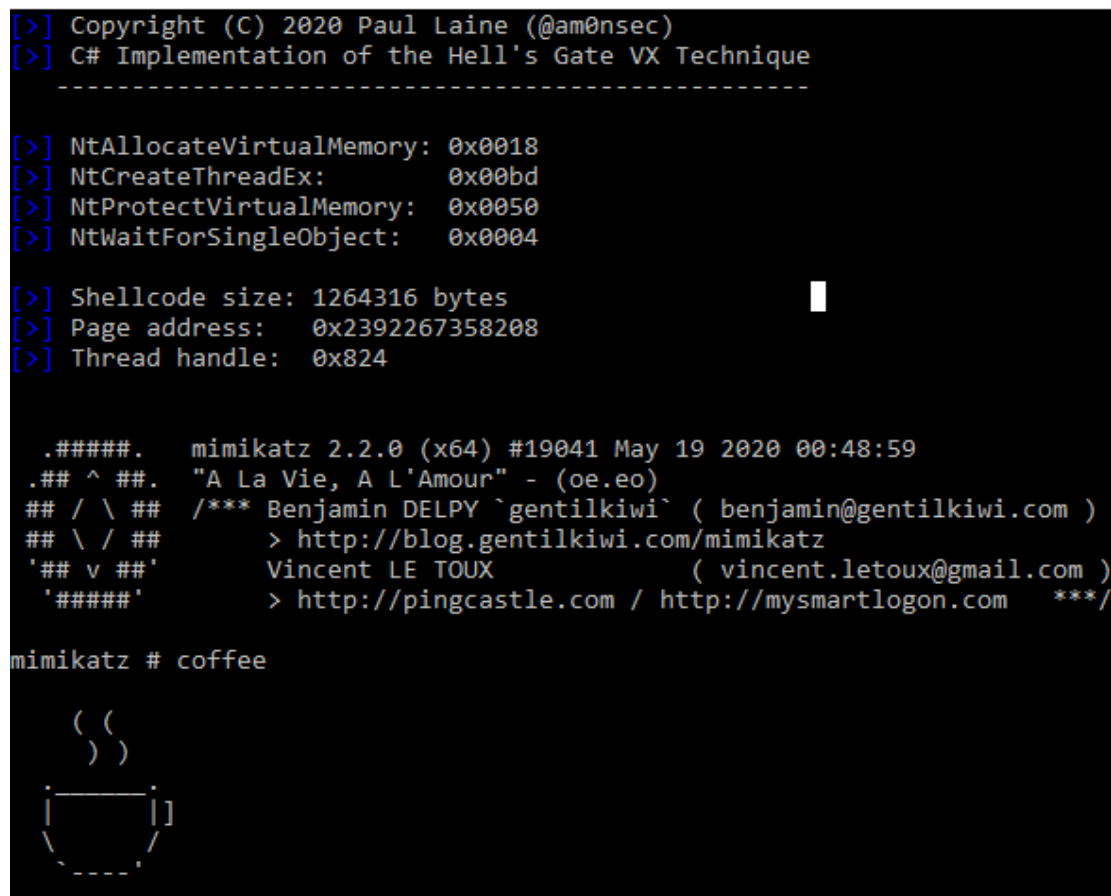 [>] Copyright (C) 2020 Paul Laine (@am0nsec)
[>] C# Implementation of the Hell's Gate VX Technique
    --------------------------------------------------
[>] NtAllocateVirtualMemory: 0x0018
[>] NtCreateThreadEx:        0x00bd
[>] NtProtectVirtualMemory:  0x0050
[>] NtWaitForSingleObject:   0x0004
[>] Shellcode size: 1264316 bytes
[>] Page address:   0x2392267358208
[>] Thread handle:  0x824
  .#####.   mimikatz 2.2.0 (x64) #19041 May 19 2020 00:48:59
 .## ^ ##.  "A La Vie, A L'Amour" - (oe.eo)
 ## / \ ##  /*** Benjamin DELPY `gentilkiwi` ( benjamin@gentilkiwi.com )
 ## \ / ##       > http://blog.gentilkiwi.com/mimikatz
 '## v ##'       Vincent LE TOUX             ( vincent.letoux@gmail.com )
  '#####'        > http://pingcastle.com / http://mysmartlogon.com   ***/
mimikatz # coffee
    ( (
     ) )
  .______.
  |      |]
  \      /
   `----'